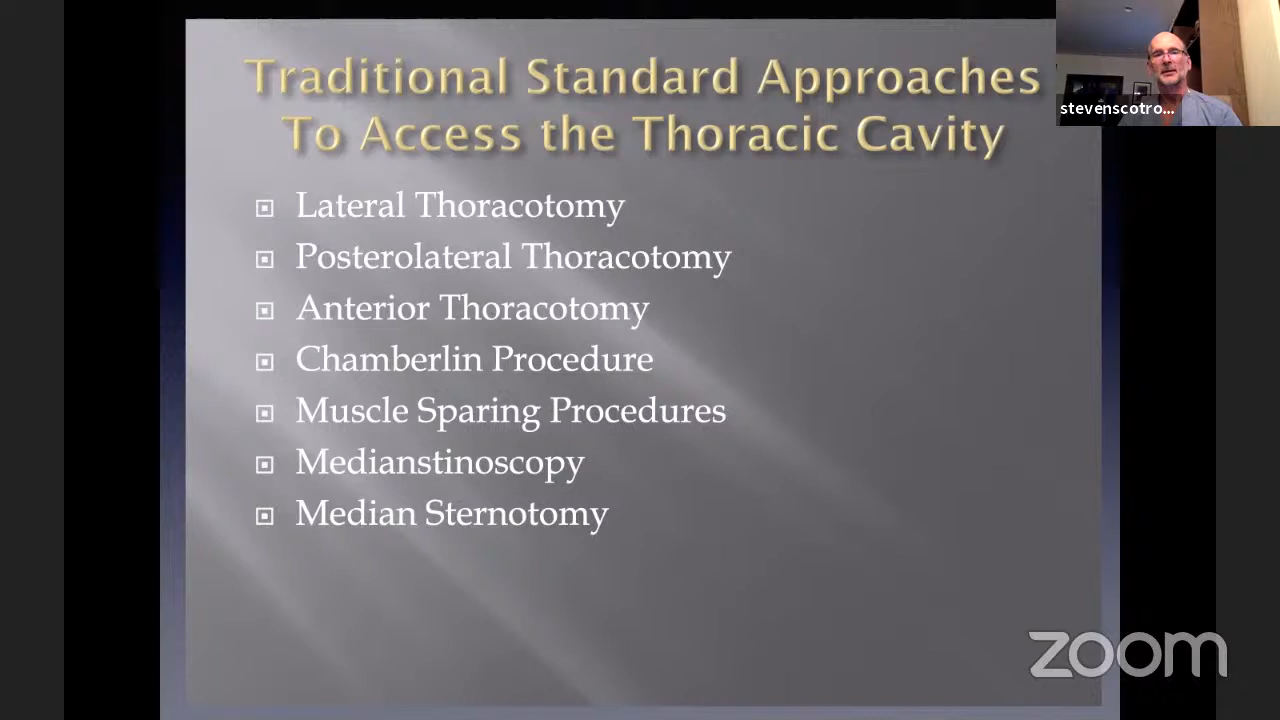 Traditional Standard Approaches
To Access the Thoracic Cavity
stevenscotro...
Lateral Thoracotomy
Posterolateral Thoracotomy
Anterior Thoracotomy
Chamberlin Procedure
Muscle Sparing Procedures
Medianstinoscopy
Median Sternotomy
zoom